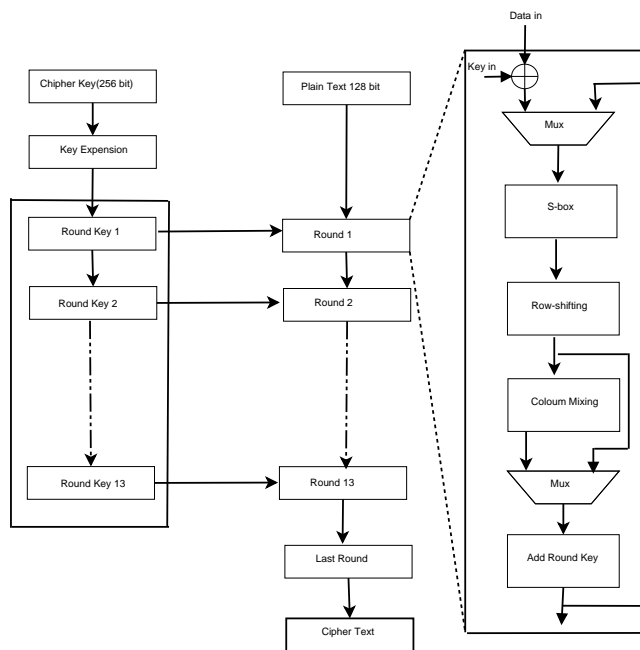 Data in
Key in
Chipher Key(256 bit)
Plain Text 128 bit
Mux
Key Expension
S-box
Round Key 1
Round 1
Round Key 2
Round 2
Row-shifting
Coloum Mixing
Round Key 13
Round 13
Mux
Last Round
Add Round Key
Cipher Text